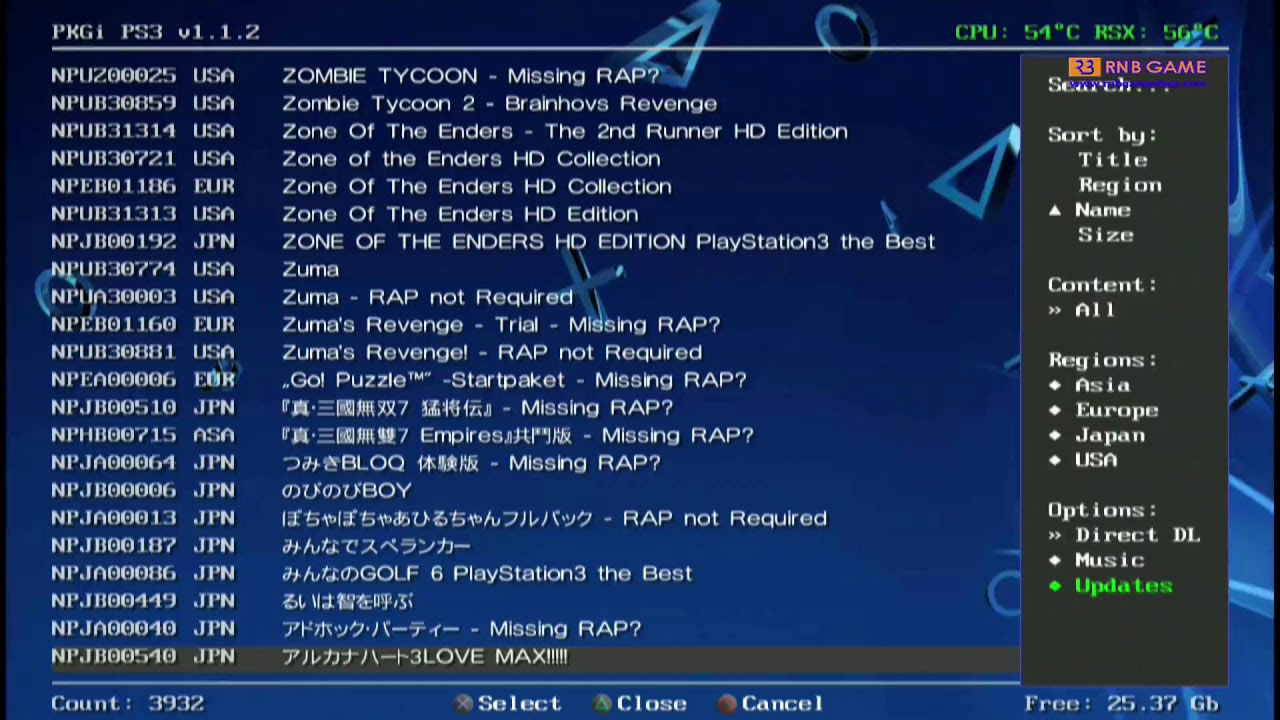 PKGi PS3 v1.1.2
CPU: 54°C RSX: 56°C
RNB GAME
NPUZ00025 USA ZOMBIE TYCOON - Missing RAP?
NPUB30859 USA Zombie Tycoon 2 - Brainhovs Revenge
NPUB31314 USA Zone Of The Enders - The 2nd Runner HD Edition
NPUB30721 USA Zone of the Enders HD Collection
NPEB01186 EUR Zone Of The Enders HD Collection
NPUB31313 USA Zone Of The Enders HD Edition
NPJB00192 JPN ZONE OF THE ENDERS HD EDITION PlayStation3 the Best
NPUB30774 USA Zuma
NPUA30003 USA Zuma - RAP not Required
NPEB01160 EUR Zuma's Revenge - Trial - Missing RAP?
NPUB30881 USA Zuma's Revenge! - RAP not Required
NPEA00006 EUR „Go! Puzzle™“ -Startpaket - Missing RAP?
NPJB00510 JPN 『真·三國無双7 猛将伝』 - Missing RAP?
NPHB00715 ASA 『真·三國無雙7 Empires』共鬥版 - Missing RAP?
NPJA00064 JPN つみきBLOQ 体験版 - Missing RAP?
NPJB00006 JPN のびのびBOY
NPJA00013 JPN ぽちゃぽちゃあひるちゃんフルパック - RAP not Required
NPJB00187 JPN みんなでスペランカー
NPJA00086 JPN みんなのGOLF 6 PlayStation3 the Best
NPJB00449 JPN るいは智を呼ぶ
NPJA00040 JPN アドホック·パーティー - Missing RAP?
NPJB00540 JPN アルカナハート3LOVE MAX!!!!!
Search...
Sort by:
Title
Region
▲ Name
Size
Content:
» All
Regions:
◆ Asia
◆ Europe
◆ Japan
◆ USA
Options:
» Direct DL
◆ Music
◆ Updates
Count: 3932
Select
Close
Cancel
Free: 25.37 Gb